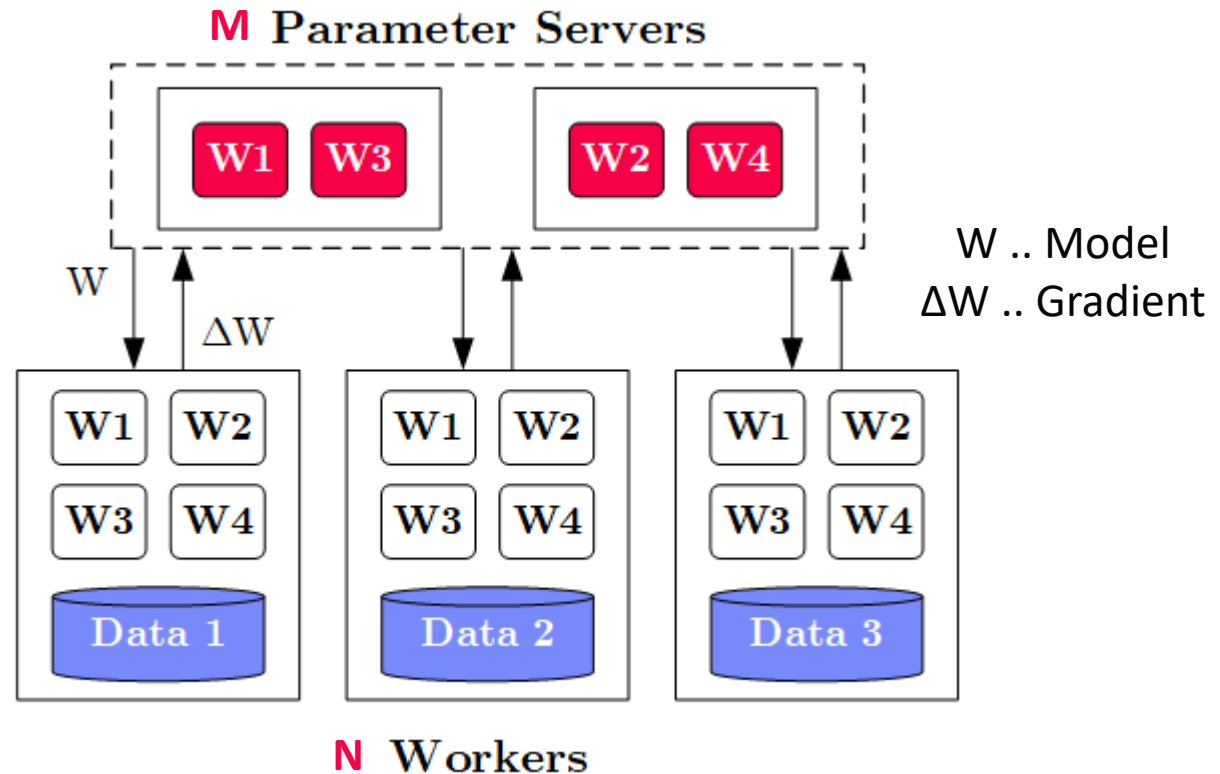 M Parameter Servers
W1 W3 W2 W4
W .. Model
ΔW .. Gradient
W
ΔW
W1 W2 W1 W2 W1 W2
W3 W4 W3 W4 W3 W4
Data 1 Data 2 Data 3
N Workers